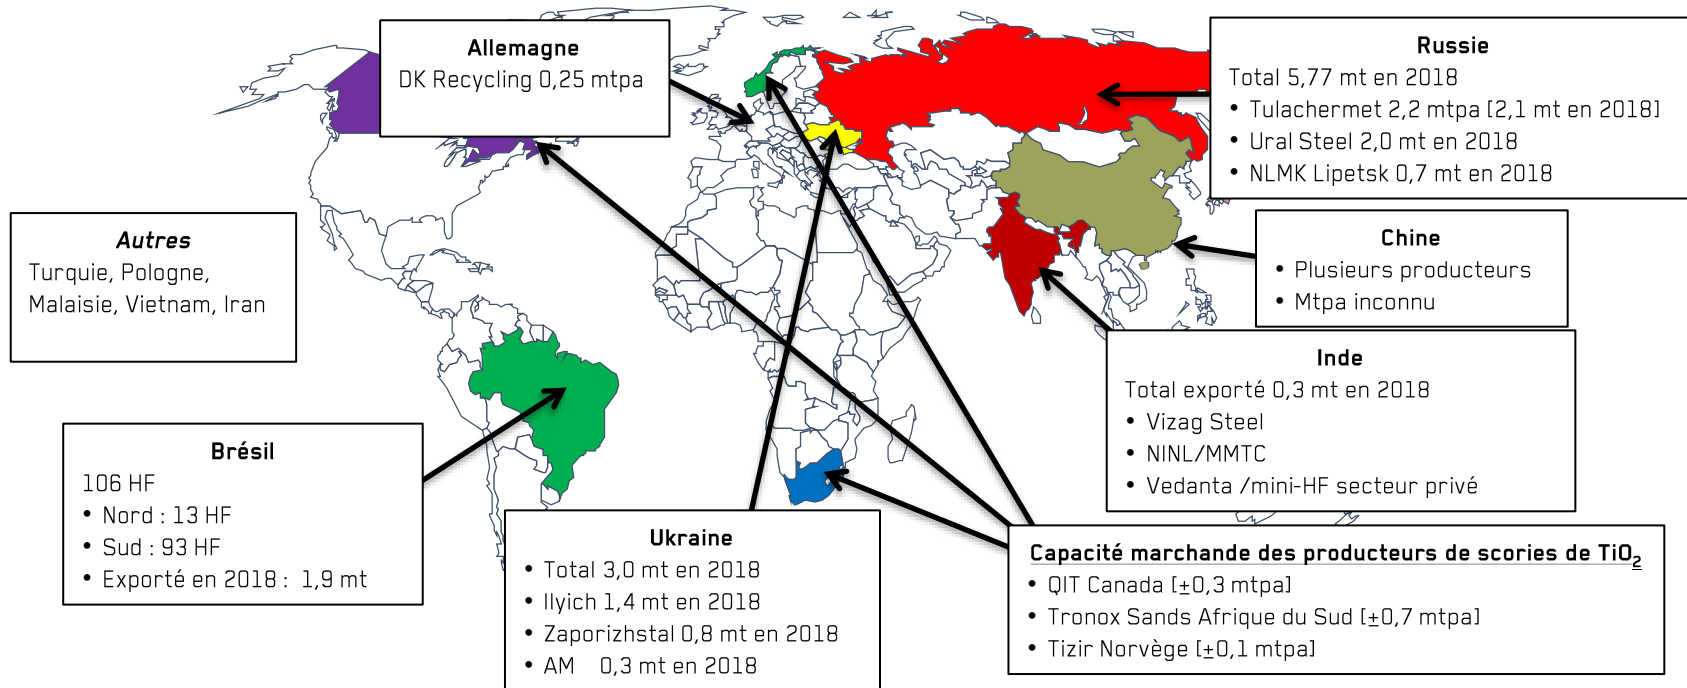 Allemagne
DK Recycling 0,25 mtpa
Russie
Total 5,77 mt en 2018
• Tulachermet 2,2 mtpa [2,1 mt en 2018]
• Ural Steel 2,0 mt en 2018
• NLMK Lipetsk 0,7 mt en 2018
Autres
Turquie, Pologne,
Malaisie, Vietnam, Iran
Chine
• Plusieurs producteurs
• Mtpa inconnu
Inde
Total exporté 0,3 mt en 2018
• Vizag Steel
• NINL/MMTC
• Vedanta /mini-HF secteur privé
Brésil
106 HF
• Nord : 13 HF
• Sud : 93 HF
• Exporté en 2018 : 1,9 mt
Ukraine
• Total 3,0 mt en 2018
• Ilyich 1,4 mt en 2018
• Zaporizhstal 0,8 mt en 2018
• AM 0,3 mt en 2018
Capacité marchande des producteurs de scories de TiO₂
• QIT Canada [±0,3 mtpa]
• Tronox Sands Afrique du Sud [±0,7 mtpa]
• Tizir Norvège [±0,1 mtpa]